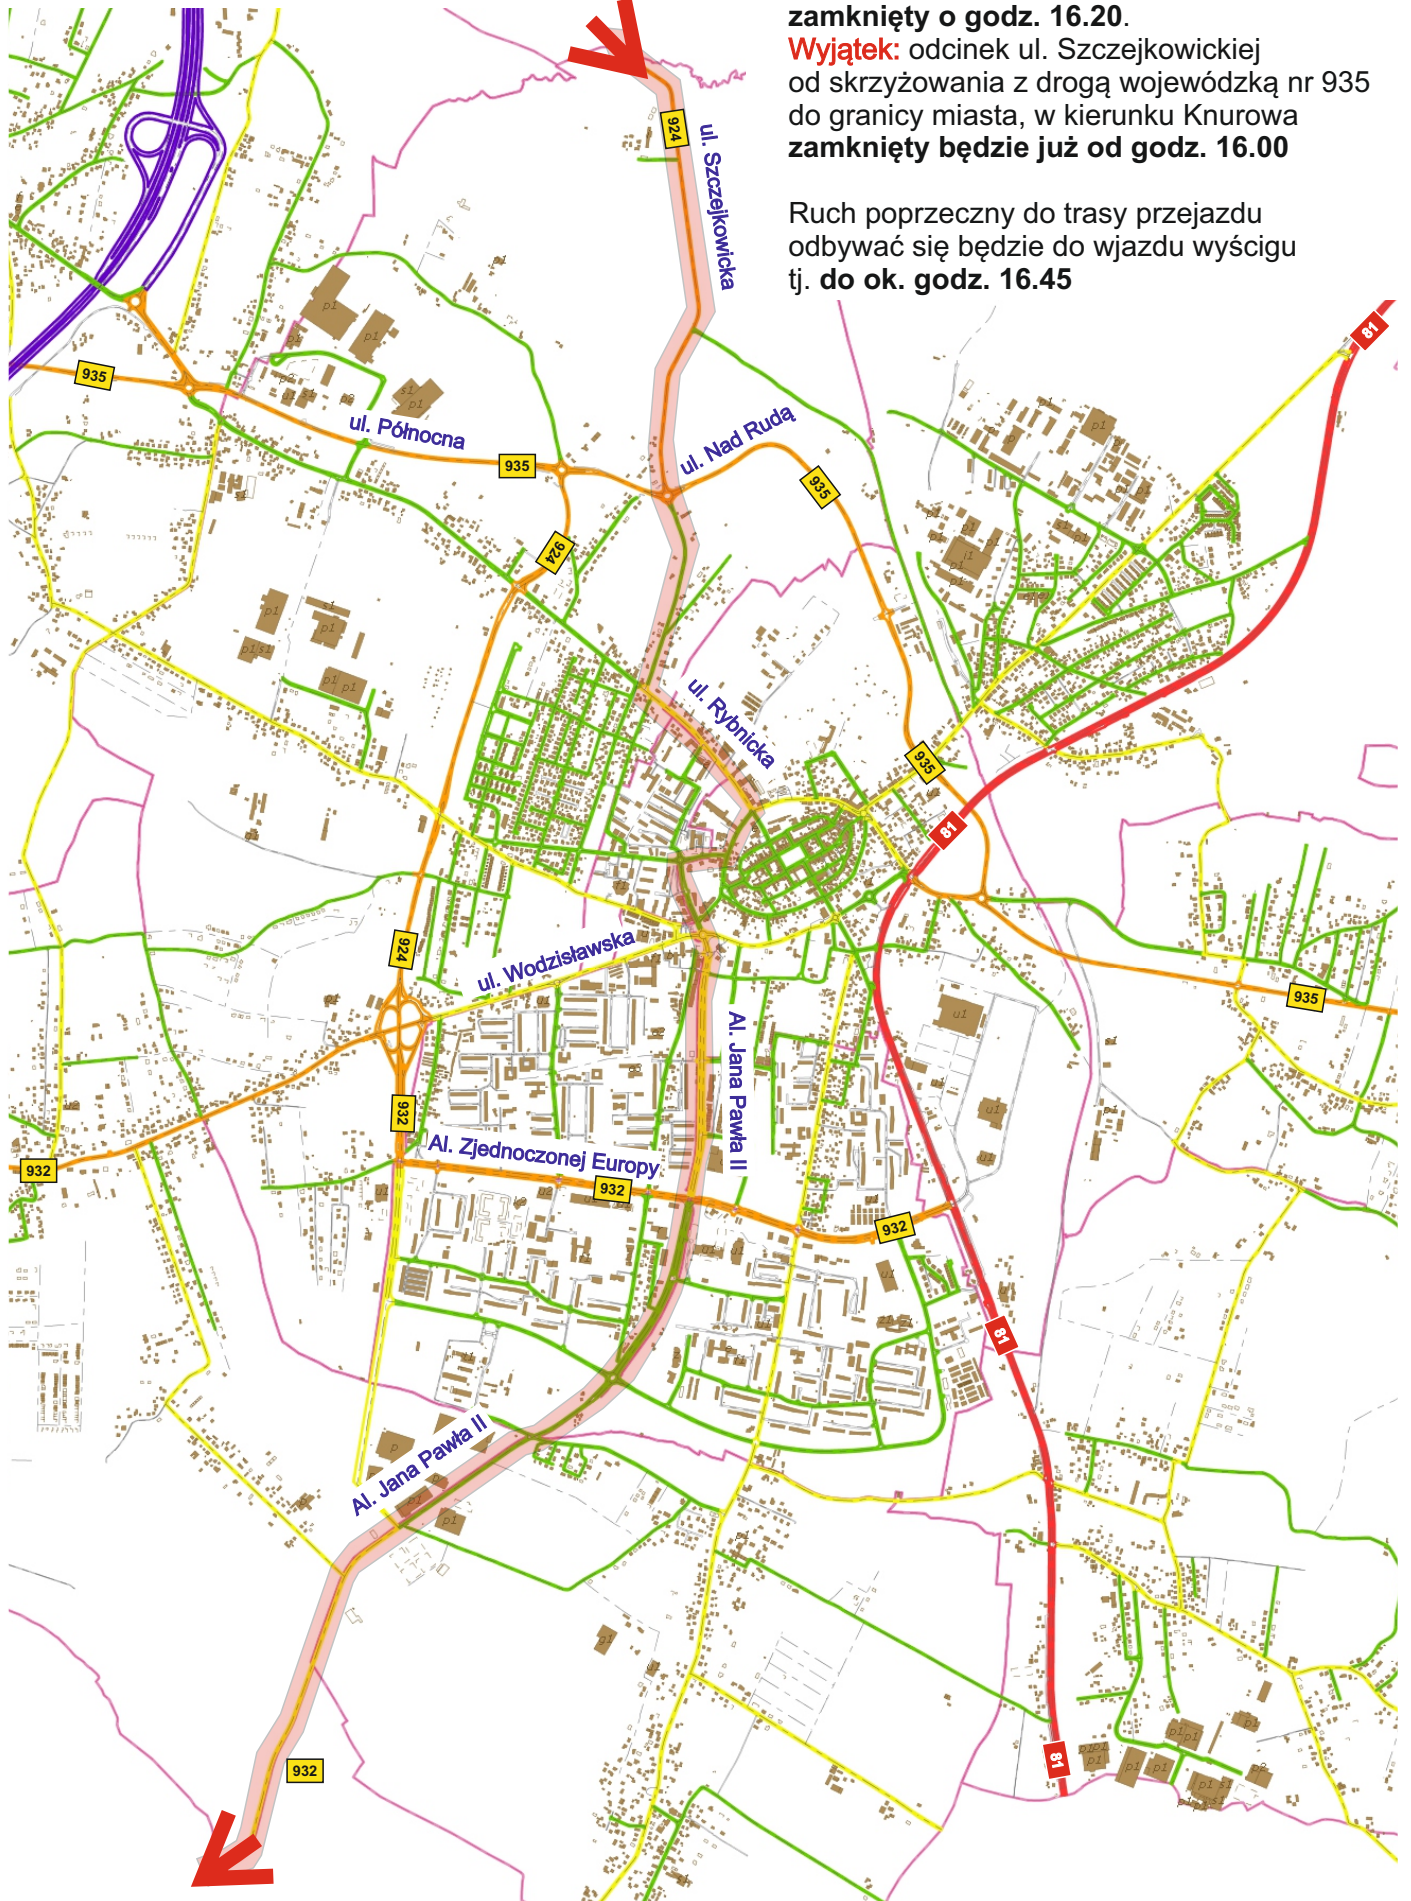 zamknięty o godz. 16.20.
Wyjątek: odcinek ul. Szczejkowickiej
od skrzyżowania z drogą wojewódzką nr 935
do granicy miasta, w kierunku Knurowa
zamknięty będzie już od godz. 16.00
Ruch poprzeczny do trasy przejazdu
odbywać się będzie do wjazdu wyścigu
tj. do ok. godz. 16.45
924
ul. Szczejkowicka
81
935
ul. Północna
935
ul. Nad Rudą
935
924
ul. Rybnicka
935
81
924
ul. Wodzisławska
935
Al. Jana Pawła II
932
Al. Zjednoczonej Europy
932
932
932
81
Al. Jana Pawła II
932
81